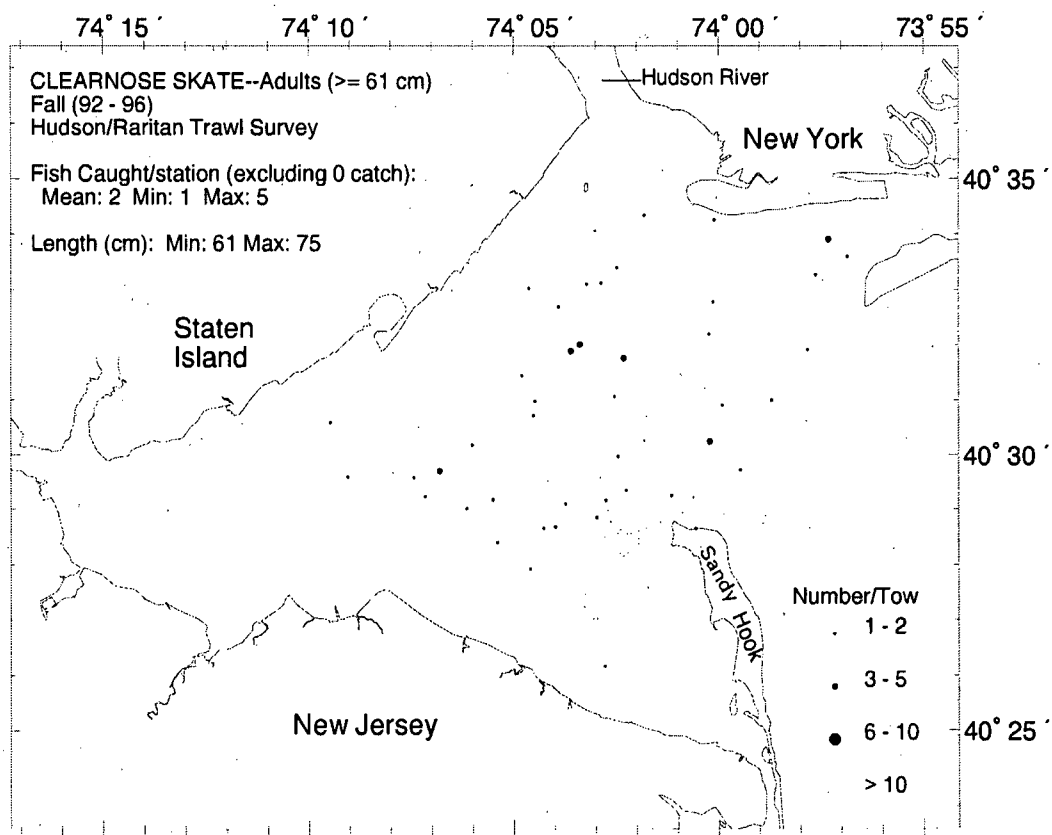 74° 15 ´ 74° 10 ´ 74° 05 ´ 74° 00 ´ 73° 55 ´
CLEARNOSE SKATE--Adults (>= 61 cm)
Fall (92 - 96)
Hudson/Raritan Trawl Survey
Fish Caught/station (excluding 0 catch):
Mean: 2 Min: 1 Max: 5
Length (cm): Min: 61 Max: 75
Hudson River
New York
40° 35 ´
Staten
Island
40° 30 ´
Sandy Hook
Number/Tow
1 - 2
3 - 5
6 - 10
> 10
New Jersey
40° 25 ´